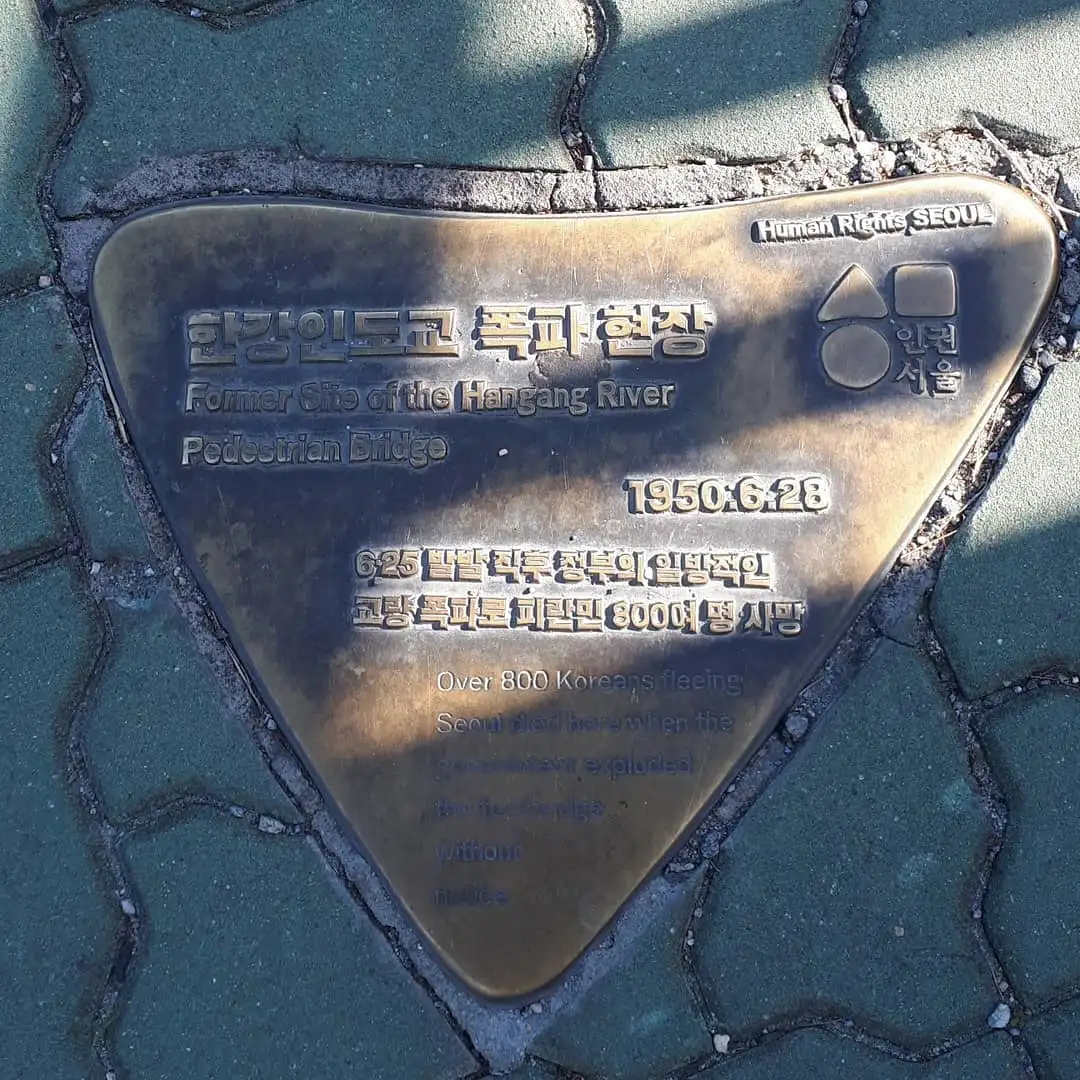 Human Rights SEOUL
인권
서울
한강인도교 폭파 현장
Former Site of the Hangang River
Pedestrian Bridge
1950.6.28
6·25 발발 직후 정부의 일방적인
교량 폭파로 피란민 800여 명 사망
Over 800 Koreans fleeing
Seoul died here when the
government exploded
the footbridge
without
notice